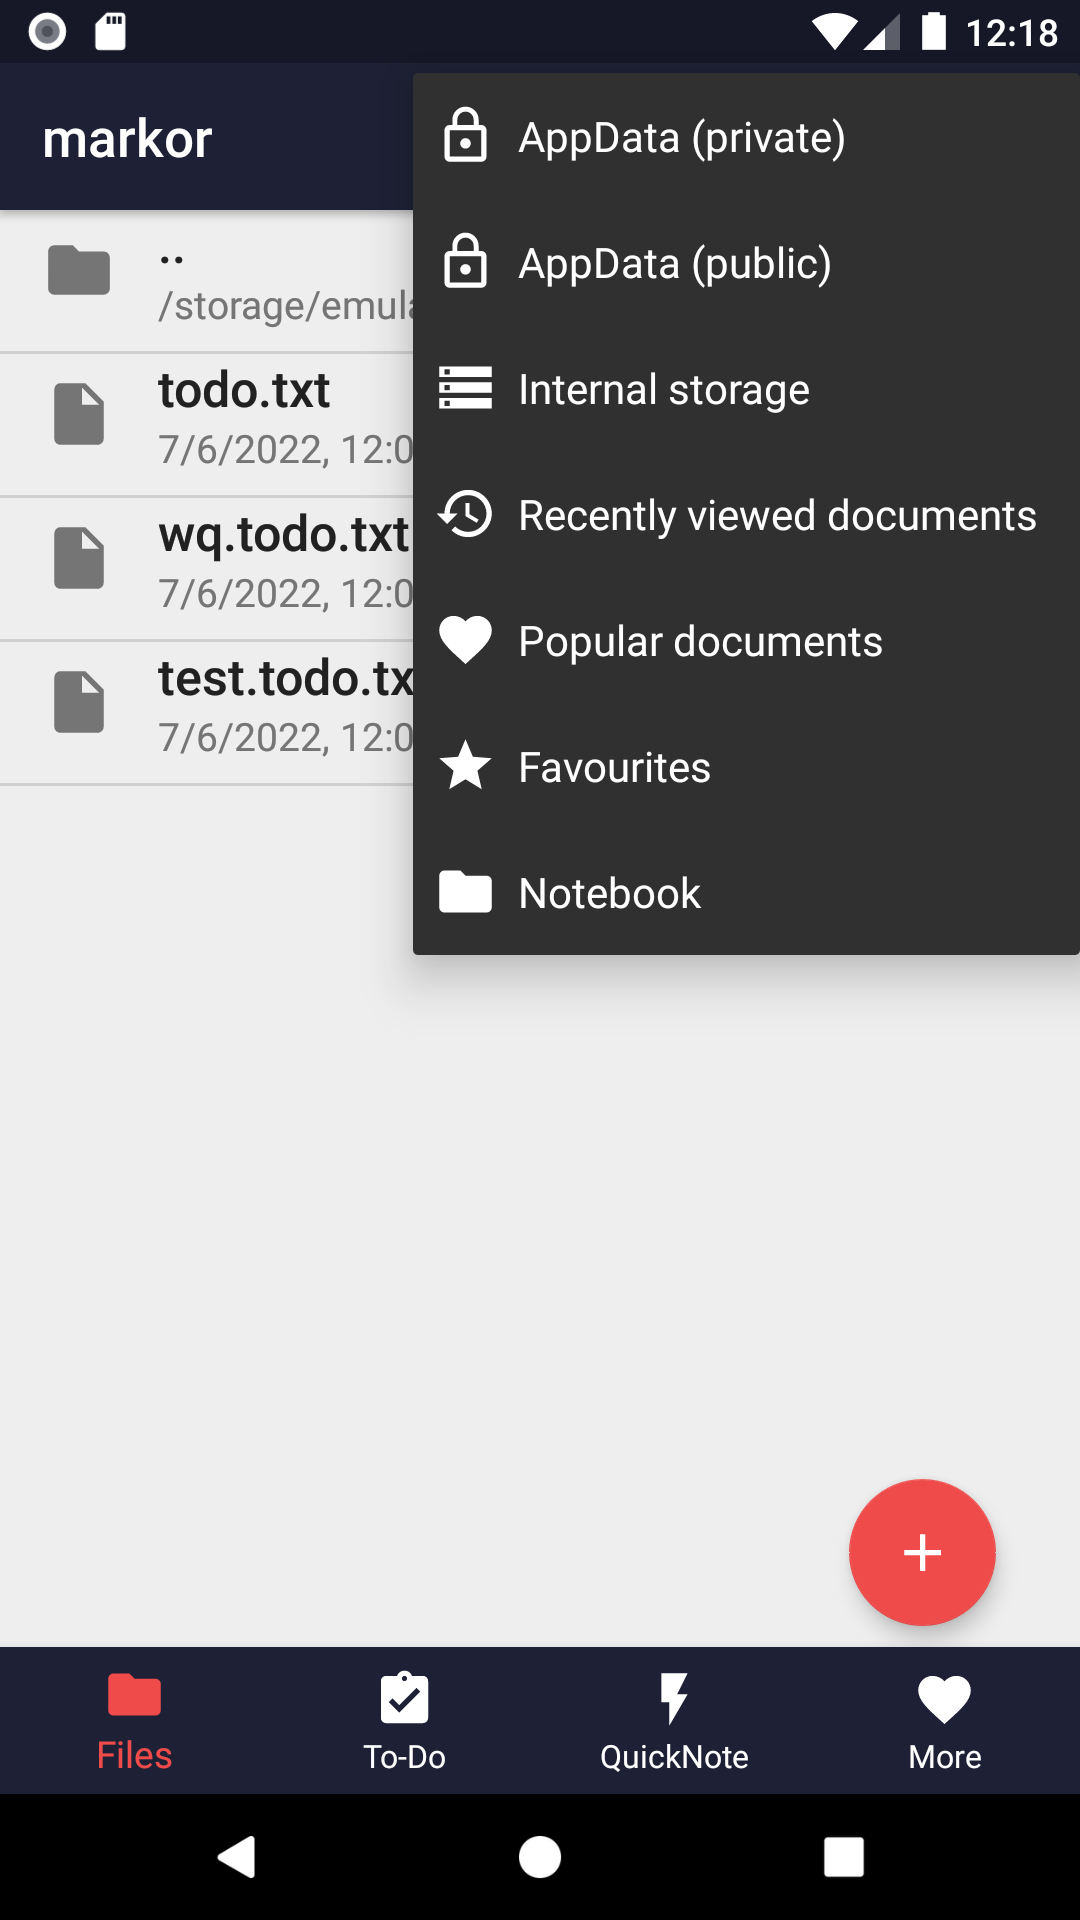 12:18
markor
AppData (private)
AppData (public)
Internal storage
Recently viewed documents
Popular documents
Favourites
Notebook
..
/storage/emula
todo.txt
7/6/2022, 12:0
wq.todo.txt
7/6/2022, 12:0
test.todo.tx
7/6/2022, 12:0
Files
To-Do
QuickNote
More